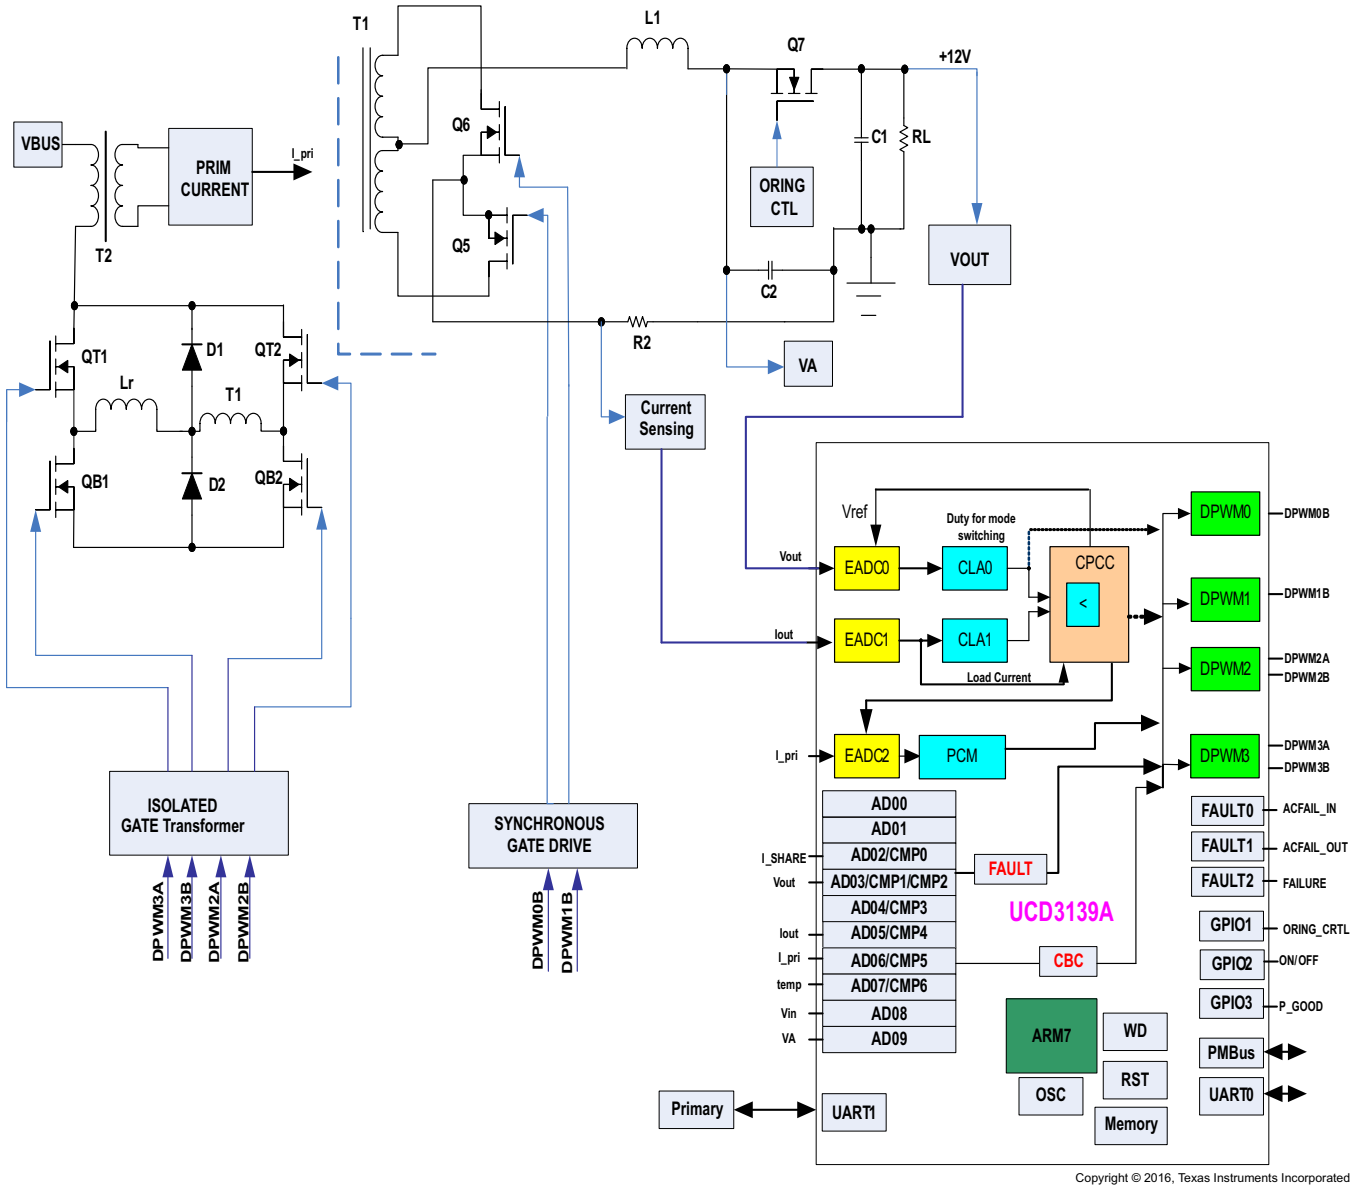 T1
L1
Q7
+12V
VBUS
PRIM
CURRENT
I_pri
T2
Q6
Q5
ORING
CTL
C1
RL
VOUT
C2
R2
VA
QT1
D1
QT2
Lr
T1
QB1
D2
QB2
Current
Sensing
Vref
Duty for mode
switching
Vout
EADC0
CLA0
CPCC
<
Iout
EADC1
CLA1
Load Current
I_pri
EADC2
PCM
DPWM0
DPWM0B
DPWM1
DPWM1B
DPWM2
DPWM2A
DPWM2B
DPWM3
DPWM3A
DPWM3B
ISOLATED
GATE Transformer
DPWM3A
DPWM3B
DPWM2A
DPWM2B
SYNCHRONOUS
GATE DRIVE
DPWM0B
DPWM1B
AD00
AD01
I_SHARE
AD02/CMP0
Vout
AD03/CMP1/CMP2
AD04/CMP3
Iout
AD05/CMP4
I_pri
AD06/CMP5
temp
AD07/CMP6
Vin
AD08
VA
AD09
FAULT
UCD3139A
CBC
FAULT0
ACFAIL_IN
FAULT1
ACFAIL_OUT
FAULT2
FAILURE
GPIO1
ORING_CRTL
GPIO2
ON/OFF
GPIO3
P_GOOD
ARM7
WD
RST
OSC
Memory
PMBus
UART0
Primary
UART1
Copyright © 2016, Texas Instruments Incorporated